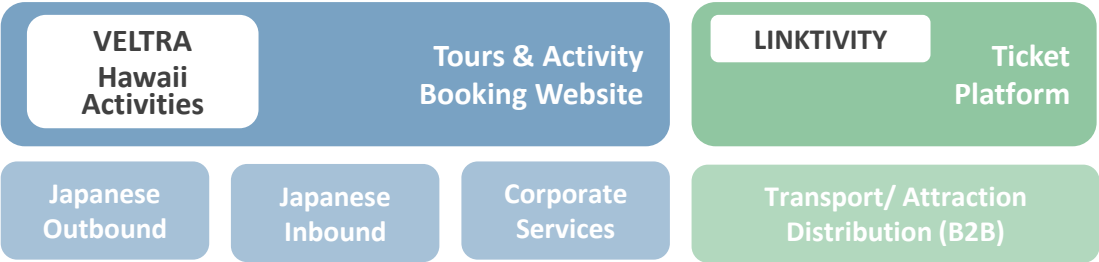 VELTRA
Hawaii
Activities
Tours & Activity
Booking Website
LINKTIVITY
Ticket
Platform
Japanese
Outbound
Japanese
Inbound
Corporate
Services
Transport/ Attraction
Distribution (B2B)